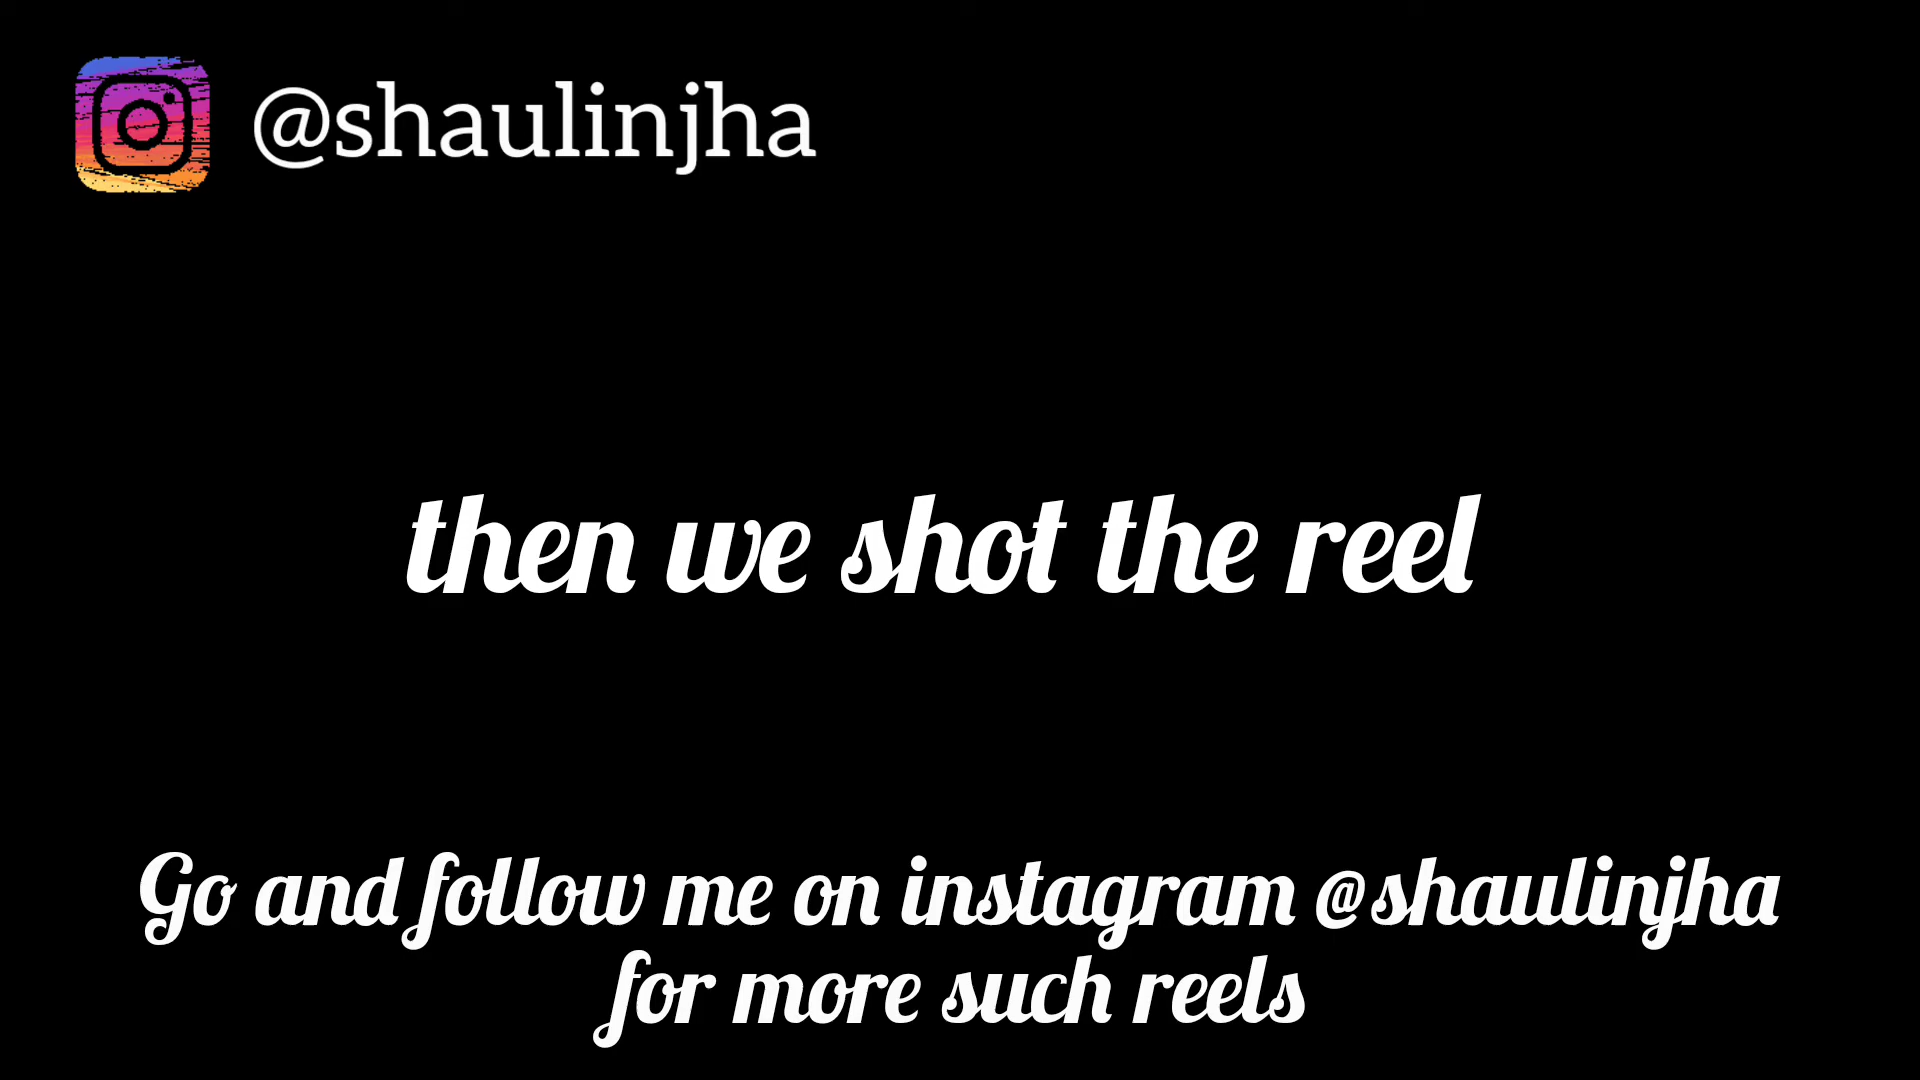 @shaulinjha
then we shot the reel
Go and follow me on instagram @shaulinjha
for more such reels